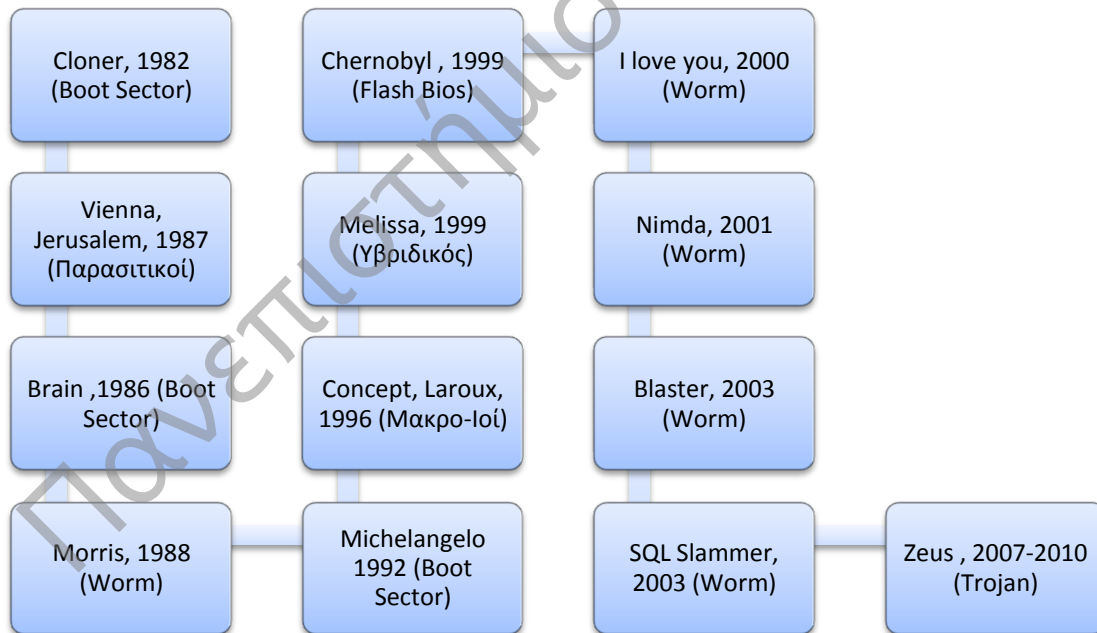 Cloner, 1982
(Boot Sector)
Vienna,
Jerusalem, 1987
(Παρασιτικοί)
Brain ,1986 (Boot
Sector)
Morris, 1988
(Worm)
Michelangelo
1992 (Boot
Sector)
Concept, Laroux,
1996 (Μακρο-Ιοί)
Melissa, 1999
(Υβριδικός)
Chernobyl , 1999
(Flash Bios)
I love you, 2000
(Worm)
Nimda, 2001
(Worm)
Blaster, 2003
(Worm)
SQL Slammer,
2003 (Worm)
Zeus , 2007-2010
(Trojan)
Πανεπιστήμιο